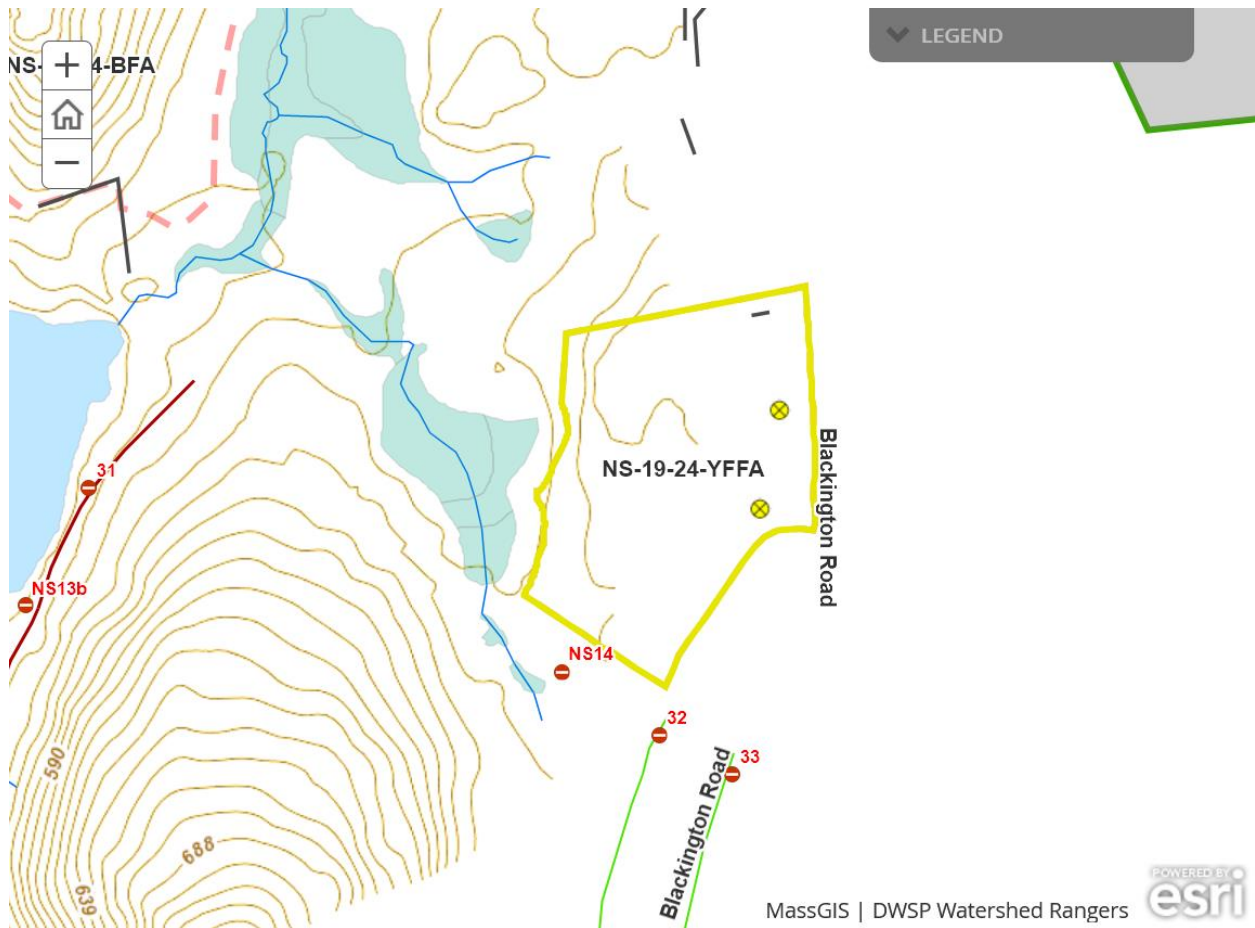 LEGEND
NS-
4-BFA
Blackington Road
31
NS-19-24-YFFA
NS13b
NS14
32
33
Blackington Road
590
688
639
MassGIS | DWSP Watershed Rangers
POWERED BY
esri